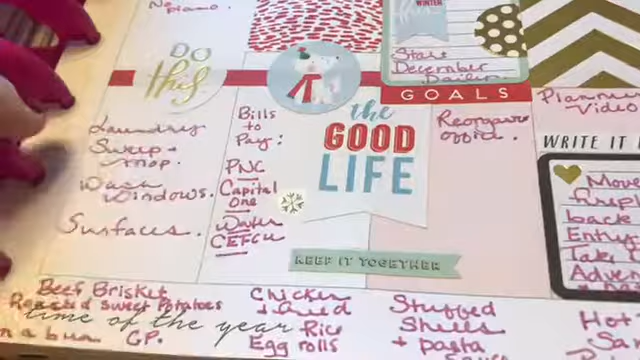 No piano.
WINTER
DO
this
Start
December
GOALS
Laundry
Sweep +
mop.
Wash
Windows.
Surfaces.
Bills
to
Pay:
PNC
Capital
One
Water
CEFCU
the
GOOD
LIFE
KEEP IT TOGETHER
Reorganize
office.
Planner
Video
WRITE IT
Move
back
Take
Beef Brisket
Roasted Sweet Potatoes
time of the year
GP.
Chicken
+ Fried
Rice
Egg rolls
Stuffed
Shells
+ pasta